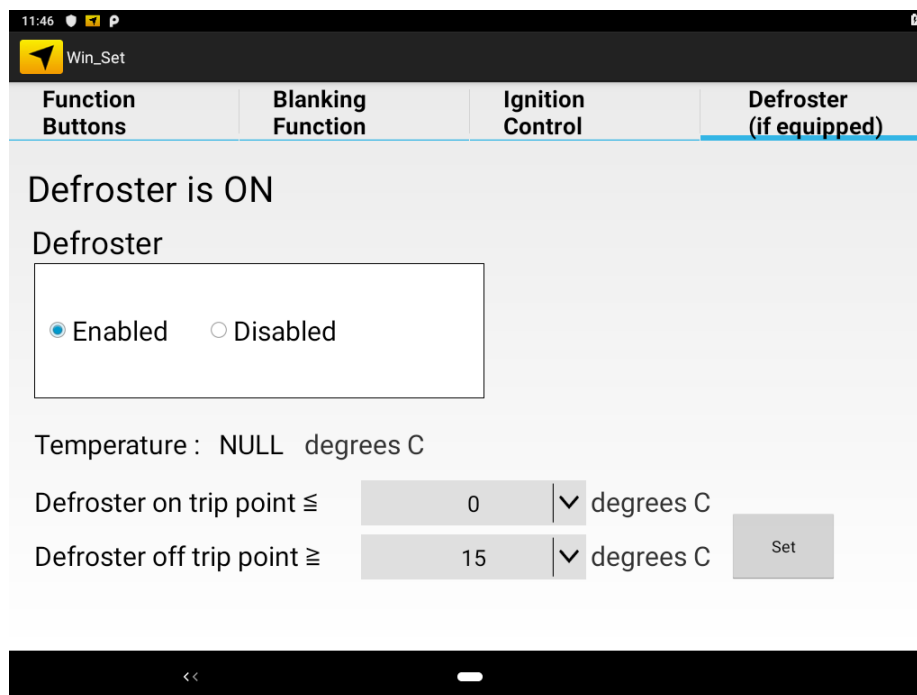 11:46
Win_Set
Function Buttons
Blanking Function
Ignition Control
Defroster (if equipped)
Defroster is ON
Defroster
Enabled Disabled
Temperature : NULL degrees C
Defroster on trip point ≦ 0 degrees C
Defroster off trip point ≧ 15 degrees C
Set
<<